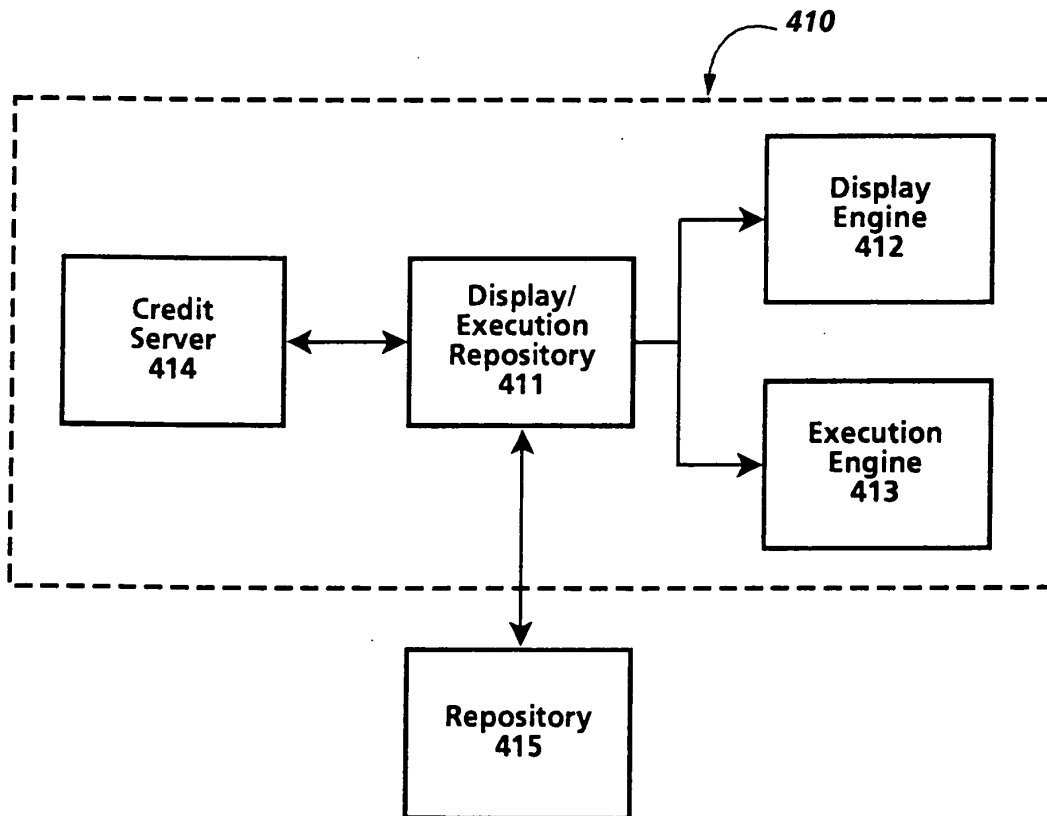 410
Display
Engine
412
Credit
Server
414
Display/
Execution
Repository
411
Execution
Engine
413
Repository
415